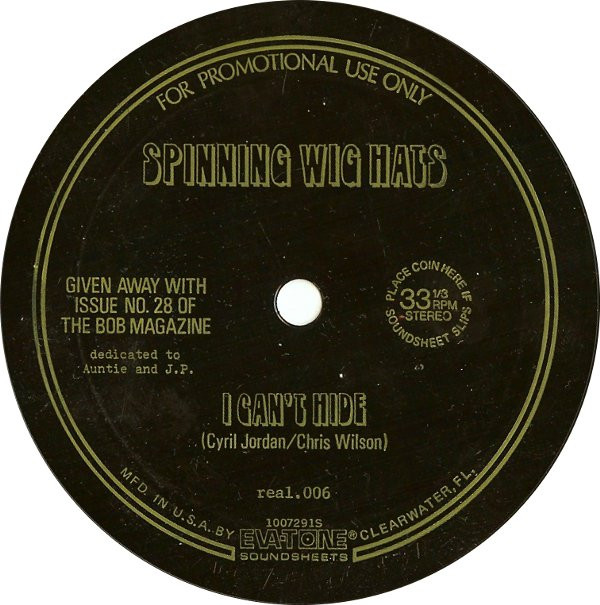 FOR PROMOTIONAL USE ONLY
SPINNING WIG HATS
GIVEN AWAY WITH
ISSUE NO. 28 OF
THE BOB MAGAZINE
dedicated to
Auntie and J.P.
PLACE COIN HERE IF
SOUNDSHEET SLIPS
33 1/3
RPM
STEREO
I CAN'T HIDE
(Cyril Jordan/Chris Wilson)
real.006
1007291S
MFD. IN U.S.A. BY EVA-TONE® CLEARWATER, FL.
SOUNDSHEETS